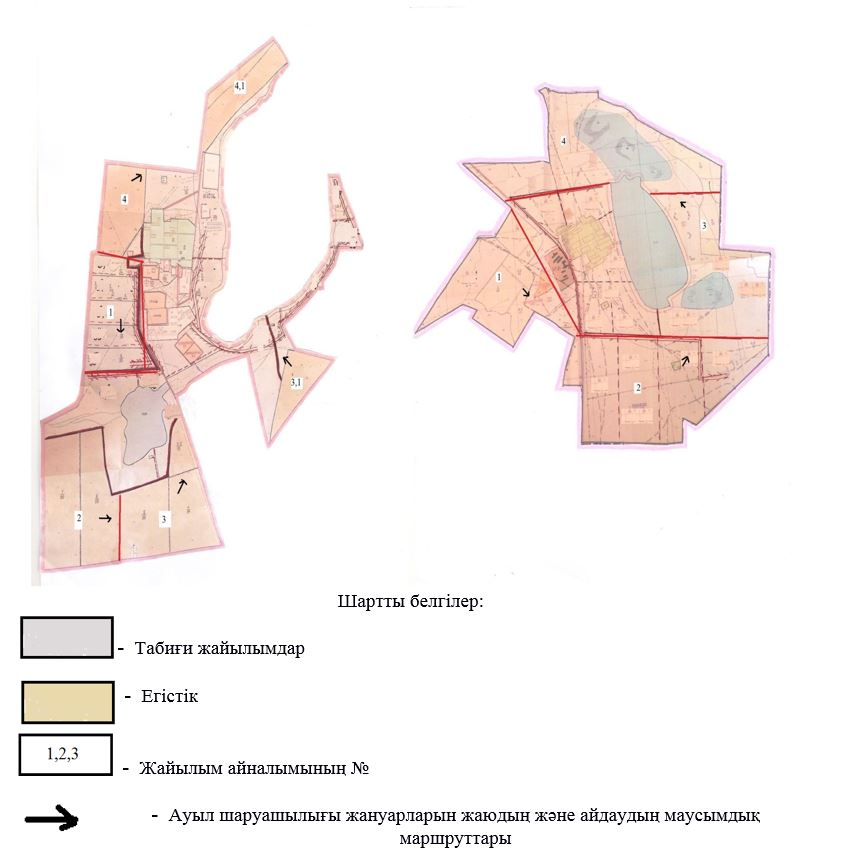 4,1
4
1
3,1
2
3
4
3
1
2
Шартты белгілер:
- Табиғи жайылымдар
- Егістік
1,2,3
- Жайылым айналымының №
- Ауыл шаруашылығы жануарларын жаюдың және айдаудың маусымдық
маршруттары